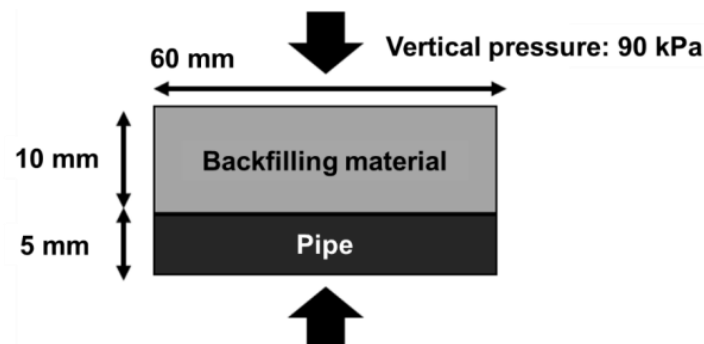 60 mm
Vertical pressure: 90 kPa
10 mm
Backfilling material
5 mm
Pipe